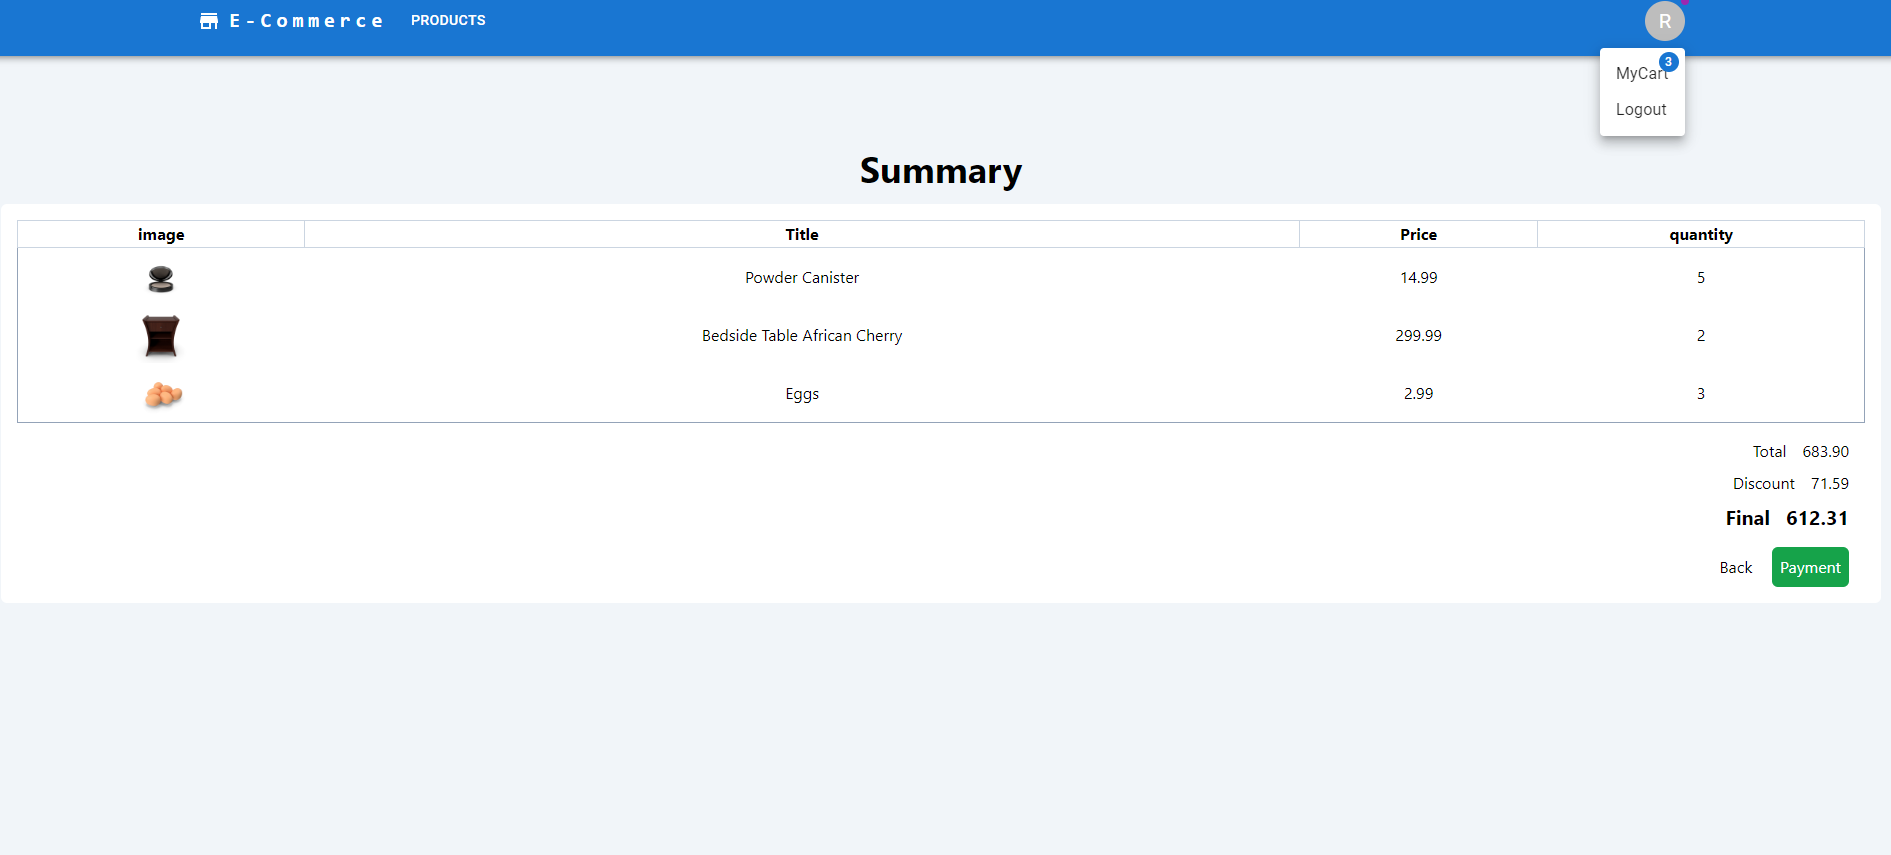 E-Commerce PRODUCTS R
MyCart 3
Logout
Summary
image Title Price quantity
Powder Canister 14.99 5
Bedside Table African Cherry 299.99 2
Eggs 2.99 3
Total 683.90
Discount 71.59
Final 612.31
Back Payment